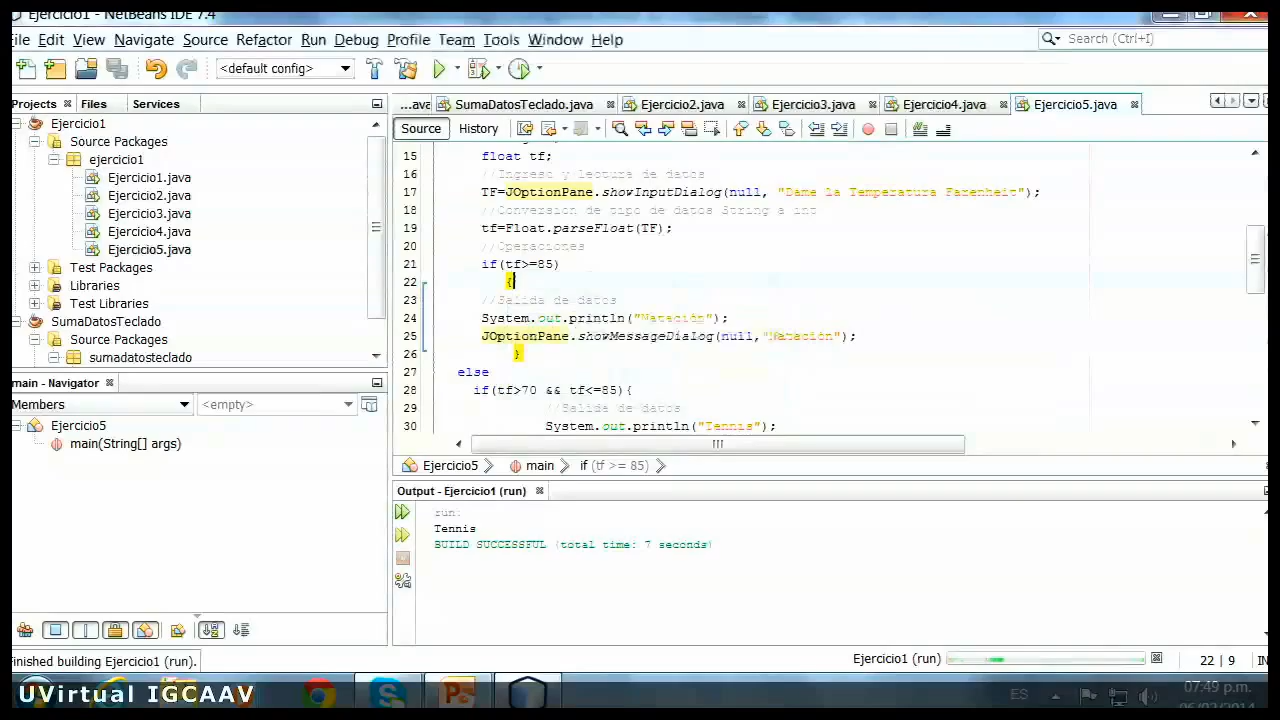 Ejercicio1 - NetBeans IDE 7.4
ile Edit View Navigate Source Refactor Run Debug Profile Team Tools Window Help
Search (Ctrl+I)
<default config>
Projects Files Services
...ava SumaDatosTeclado.java Ejercicio2.java Ejercicio3.java Ejercicio4.java Ejercicio5.java
Source History
Ejercicio1
Source Packages
ejercicio1
Ejercicio1.java
Ejercicio2.java
Ejercicio3.java
Ejercicio4.java
Ejercicio5.java
Test Packages
Libraries
Test Libraries
SumaDatosTeclado
Source Packages
sumadatosteclado
15 float tf;
16 //Ingreso y lectura de datos
17 TF=JOptionPane.showInputDialog(null, "Dame la Temperatura Farenheit");
18 //Conversion de tipo de datos String a int
19 tf=Float.parseFloat(TF);
20 //Operaciones
21 if(tf>=85)
22 {
23 //Salida de datos
24 System.out.println("Natación");
25 JOptionPane.showMessageDialog(null,"Natación");
26 }
27 else
28 if(tf>70 && tf<=85){
29 //Salida de datos
30 System.out.println("Tennis");
main - Navigator
Members <empty>
Ejercicio5
main(String[] args)
Ejercicio5 main if (tf >= 85)
Output - Ejercicio1 (run)
run:
Tennis
BUILD SUCCESSFUL (total time: 7 seconds)
inished building Ejercicio1 (run).
Ejercicio1 (run)
22 | 9 IN
UVirtual IGCAAV
ES
07:49 p.m.
06/02/2014